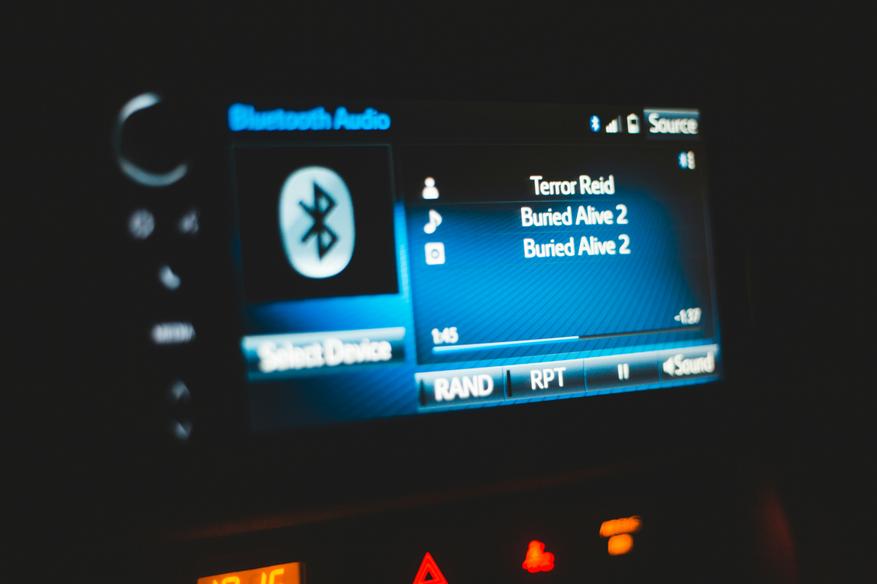 Bluetooth Audio
Source
Terror Reid
Buried Alive 2
Buried Alive 2
1:45
-1:37
Select Device
RAND
RPT
Sound
MENU